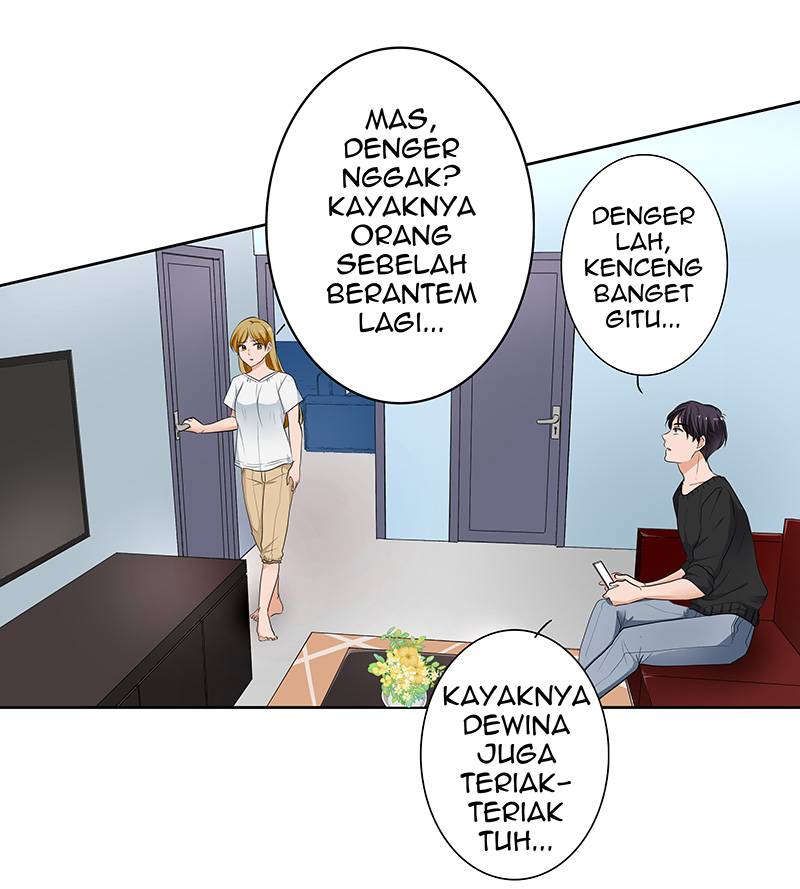 MAS,
DENGER
NGGAK?
KAYAKNYA
ORANG
SEBELAH
BERANTEM
LAGI...
DENGER
LAH,
KENCENG
BANGET
GITU...
KAYAKNYA
DEWINA
JUGA
TERIAK-
TERIAK
TUH...